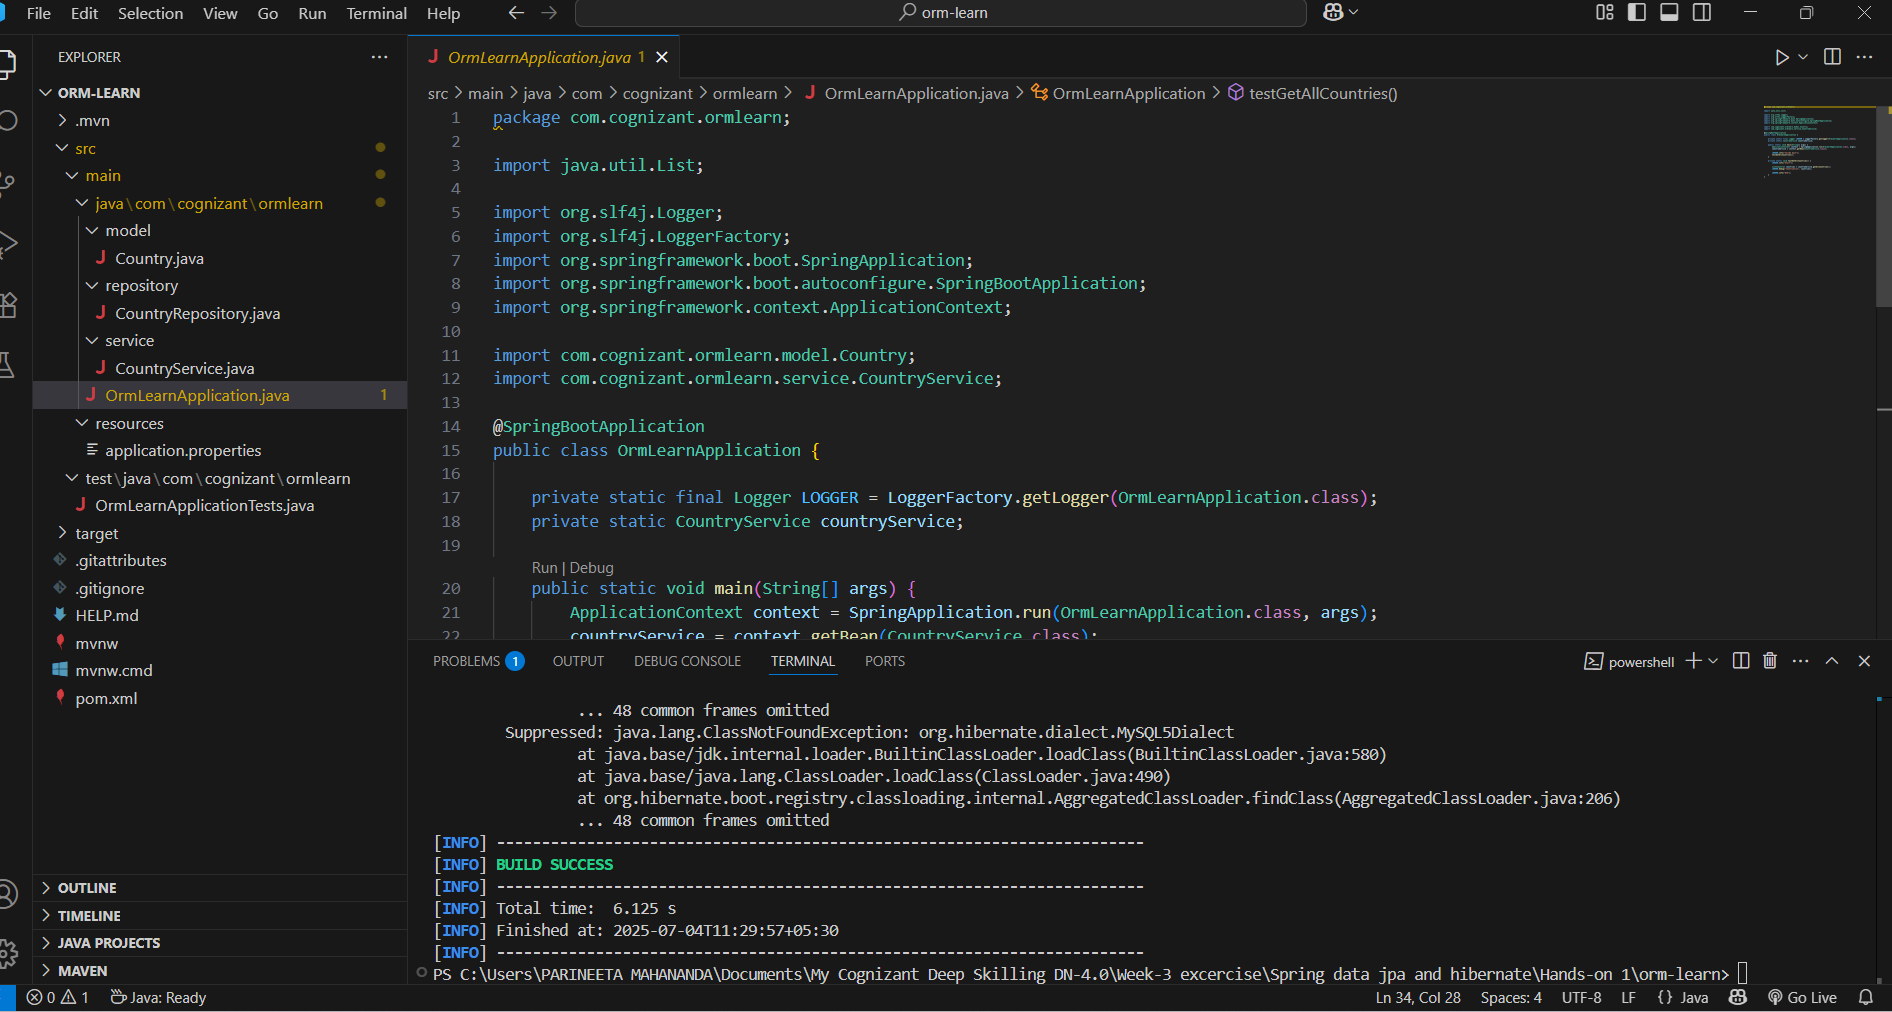 File Edit Selection View Go Run Terminal Help
orm-learn
EXPLORER
ORM-LEARN
.mvn
src
main
java\com\cognizant\ormlearn
model
Country.java
repository
CountryRepository.java
service
CountryService.java
OrmLearnApplication.java 1
resources
application.properties
test\java\com\cognizant\ormlearn
OrmLearnApplicationTests.java
target
.gitattributes
.gitignore
HELP.md
mvnw
mvnw.cmd
pom.xml
OUTLINE
TIMELINE
JAVA PROJECTS
MAVEN
OrmLearnApplication.java 1
src > main > java > com > cognizant > ormlearn > OrmLearnApplication.java > OrmLearnApplication > testGetAllCountries()
1 package com.cognizant.ormlearn;
2
3 import java.util.List;
4
5 import org.slf4j.Logger;
6 import org.slf4j.LoggerFactory;
7 import org.springframework.boot.SpringApplication;
8 import org.springframework.boot.autoconfigure.SpringBootApplication;
9 import org.springframework.context.ApplicationContext;
10
11 import com.cognizant.ormlearn.model.Country;
12 import com.cognizant.ormlearn.service.CountryService;
13
14 @SpringBootApplication
15 public class OrmLearnApplication {
16
17 private static final Logger LOGGER = LoggerFactory.getLogger(OrmLearnApplication.class);
18 private static CountryService countryService;
19
Run | Debug
20 public static void main(String[] args) {
21 ApplicationContext context = SpringApplication.run(OrmLearnApplication.class, args);
22 countryService = context.getBean(CountryService.class);
PROBLEMS 1 OUTPUT DEBUG CONSOLE TERMINAL PORTS
powershell
... 48 common frames omitted
Suppressed: java.lang.ClassNotFoundException: org.hibernate.dialect.MySQL5Dialect
at java.base/jdk.internal.loader.BuiltinClassLoader.loadClass(BuiltinClassLoader.java:580)
at java.base/java.lang.ClassLoader.loadClass(ClassLoader.java:490)
at org.hibernate.boot.registry.classloading.internal.AggregatedClassLoader.findClass(AggregatedClassLoader.java:206)
... 48 common frames omitted
[INFO] ------------------------------------------------------------------------
[INFO] BUILD SUCCESS
[INFO] ------------------------------------------------------------------------
[INFO] Total time:  6.125 s
[INFO] Finished at: 2025-07-04T11:29:57+05:30
[INFO] ------------------------------------------------------------------------
PS C:\Users\PARINEETA MAHANANDA\Documents\My Cognizant Deep Skilling DN-4.0\Week-3 excercise\Spring data jpa and hibernate\Hands-on 1\orm-learn>
0 1 Java: Ready
Ln 34, Col 28 Spaces: 4 UTF-8 LF {} Java Go Live